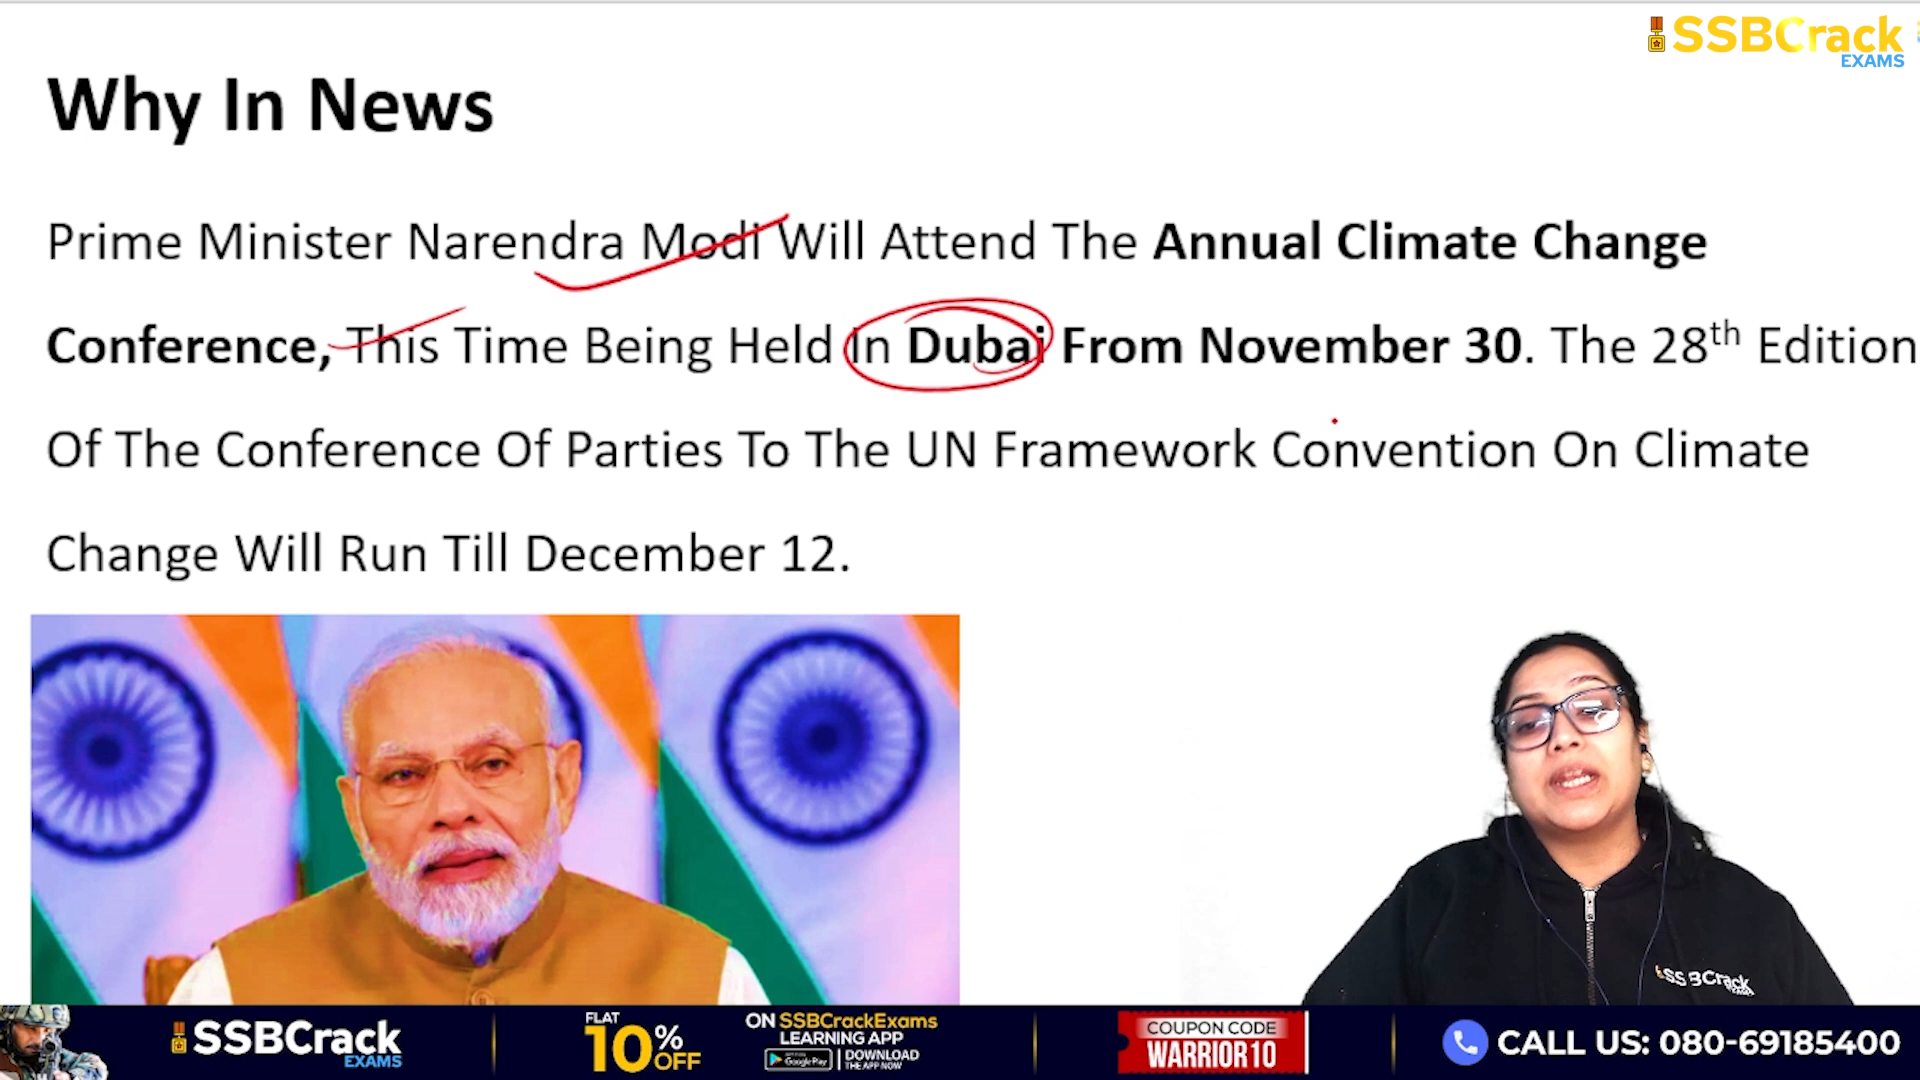 SSBCrack
EXAMS
Why In News
Prime Minister Narendra Modi Will Attend The Annual Climate Change
Conference, This Time Being Held In Dubai From November 30. The 28th Edition
Of The Conference Of Parties To The UN Framework Convention On Climate
Change Will Run Till December 12.
SSBCrack
SSBCrack
EXAMS
FLAT
10% OFF
ON SSBCrackExams
LEARNING APP
Google Play
DOWNLOAD
THE APP NOW
COUPON CODE
WARRIOR10
CALL US: 080-69185400